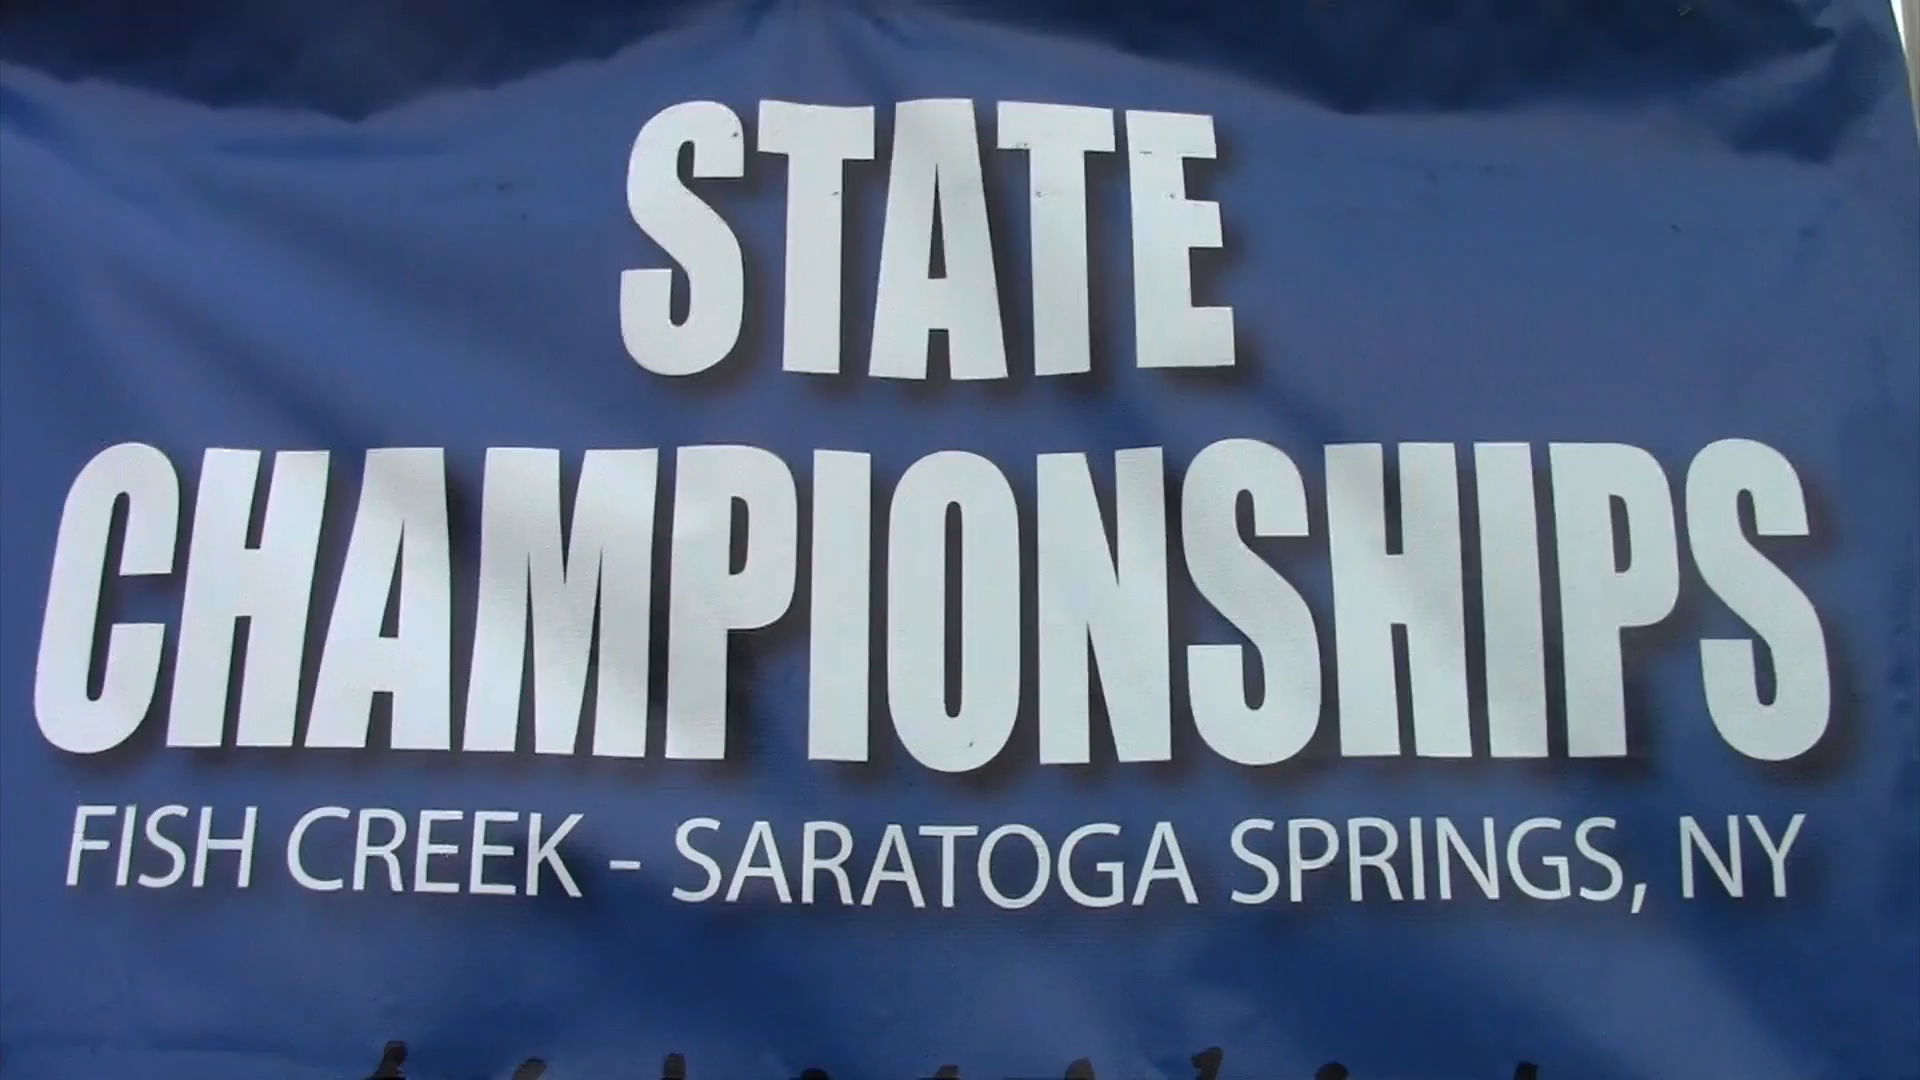 STATE
CHAMPIONSHIPS
FISH CREEK - SARATOGA SPRINGS, NY